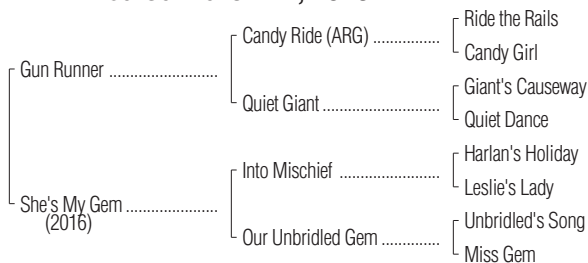 Ride the Rails
Candy Ride (ARG) ..................
Candy Girl
Gun Runner ...........................
Giant's Causeway
Quiet Giant .............................
Quiet Dance
Harlan's Holiday
Into Mischief .........................
Leslie's Lady
She's My Gem .......................
(2016)
Unbridled's Song
Our Unbridled Gem ..............
Miss Gem